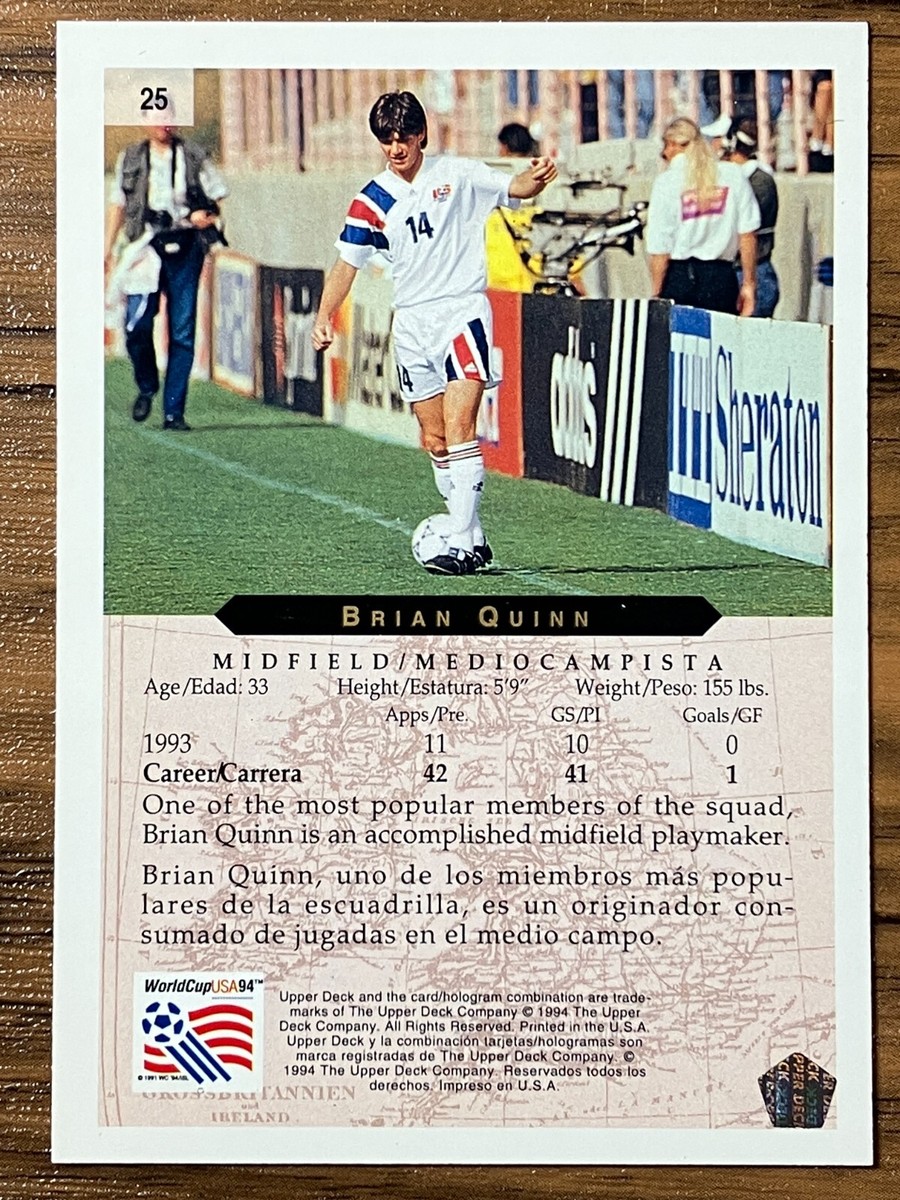 25
14
14
adidas
Sheraton
BRIAN QUINN
MIDFIELD/MEDIOCAMPISTA
Age/Edad: 33 Height/Estatura: 5'9" Weight/Peso: 155 lbs.
Apps/Pre. GS/PI Goals/GF
1993 11 10 0
Career/Carrera 42 41 1
One of the most popular members of the squad,
Brian Quinn is an accomplished midfield playmaker.
Brian Quinn, uno de los miembros más popu-
lares de la escuadrilla, es un originador con-
sumado de jugadas en el medio campo.
WorldCupUSA94™
© 1991 WC '94/ISL
Upper Deck and the card/hologram combination are trade-
marks of The Upper Deck Company © 1994 The Upper
Deck Company. All Rights Reserved. Printed in the U.S.A.
Upper Deck y la combinación tarjetas/hologramas son
marca registradas de The Upper Deck Company. ©
1994 The Upper Deck Company. Reservados todos los
derechos. Impreso en U.S.A.
GROSSBRITANNIEN
und
IRELAND